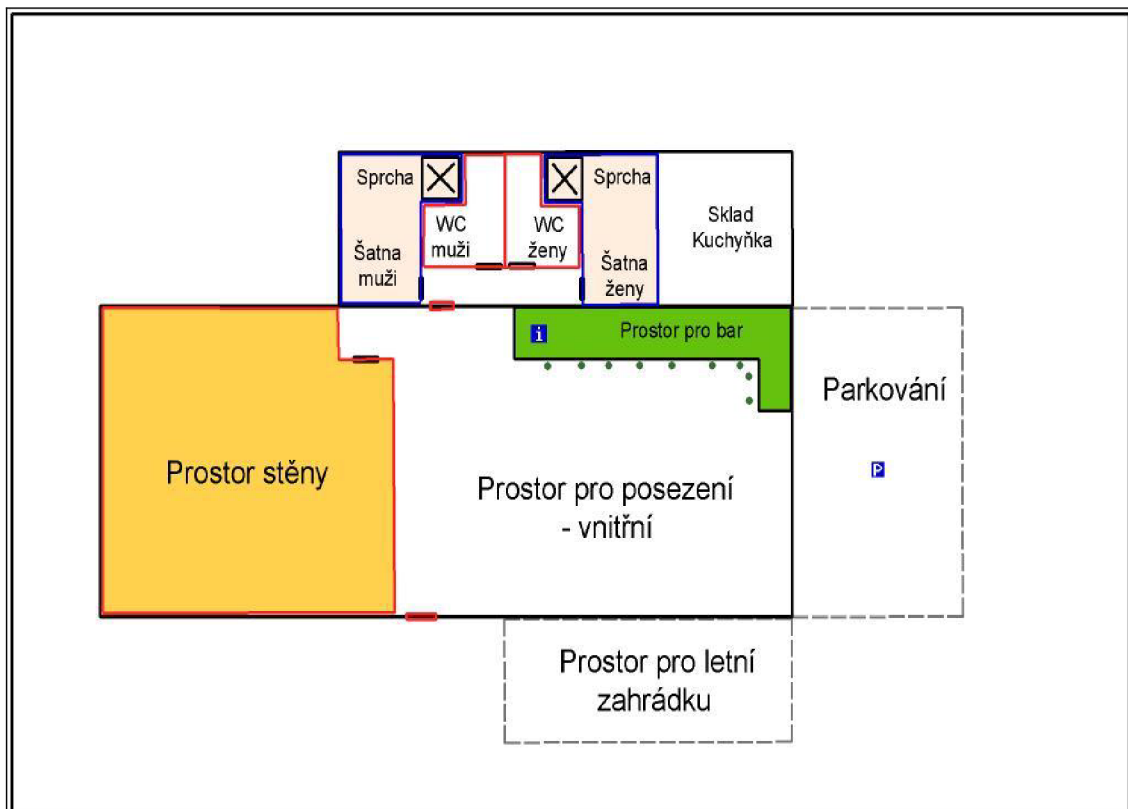 Sprcha
Sprcha
WC
muži
WC
ženy
Sklad
Kuchyňka
Šatna
muži
Šatna
ženy
i
Prostor pro bar
Parkování
P
Prostor stěny
Prostor pro posezení
- vnitřní
Prostor pro letní
zahrádku